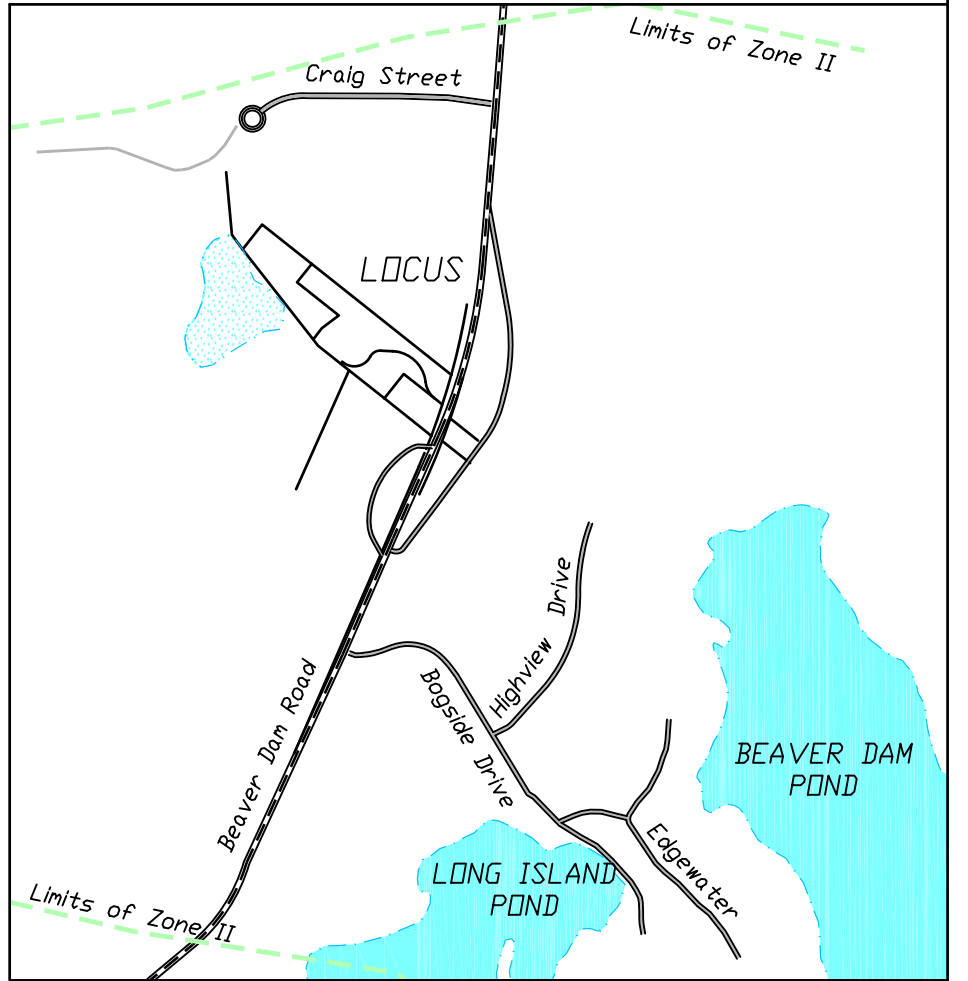 Limits of Zone II
Craig Street
LOCUS
Highview Drive
Bogside Drive
Beaver Dam Road
BEAVER DAM
POND
Edgewater
LONG ISLAND
POND
Limits of Zone II